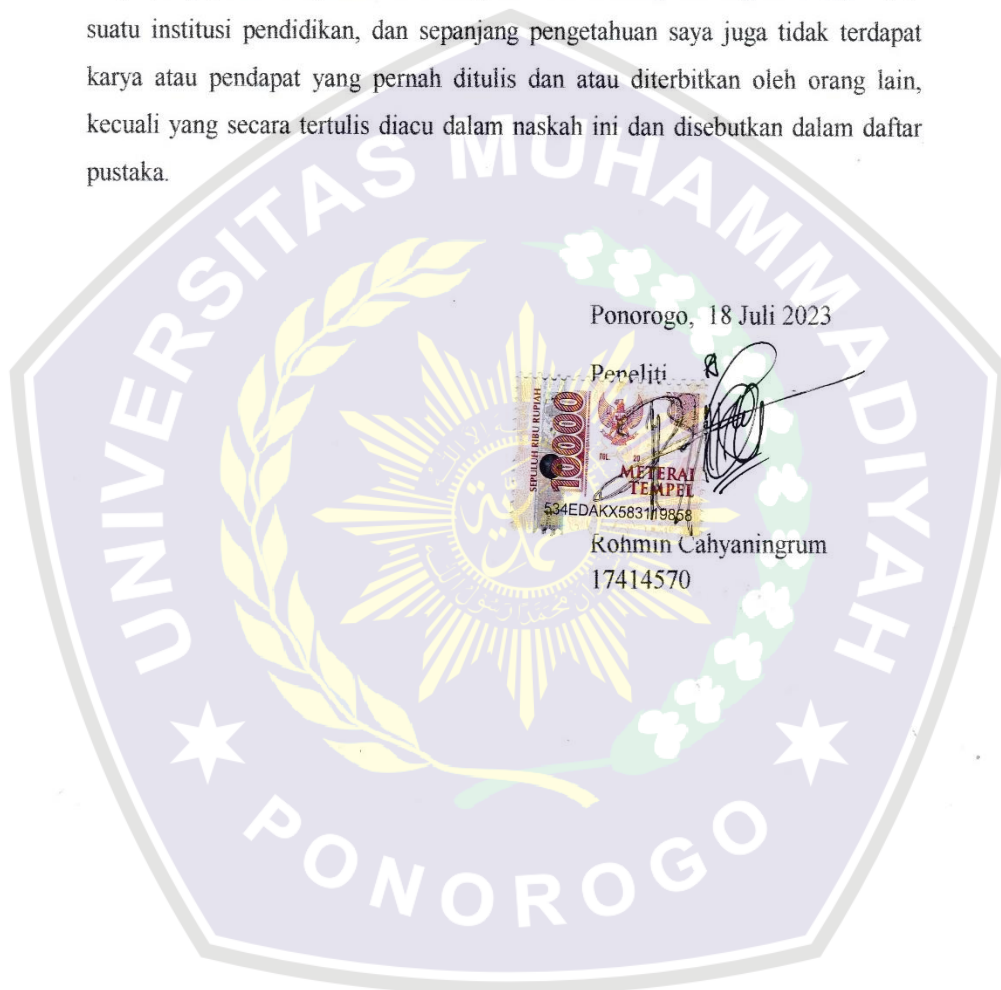 suatu institusi pendidikan, dan sepanjang pengetahuan saya juga tidak terdapat
karya atau pendapat yang pernah ditulis dan atau diterbitkan oleh orang lain,
kecuali yang secara tertulis diacu dalam naskah ini dan disebutkan dalam daftar
pustaka.
UNIVERSITAS MUHAMMADIYAH
Ponorogo, 18 Juli 2023
Peneliti
SEPULUH RIBU RUPIAH
10000
TGL. 20
METERAI
TEMPEL
Rohmin Cahyaningrum
17414570
PONOROGO